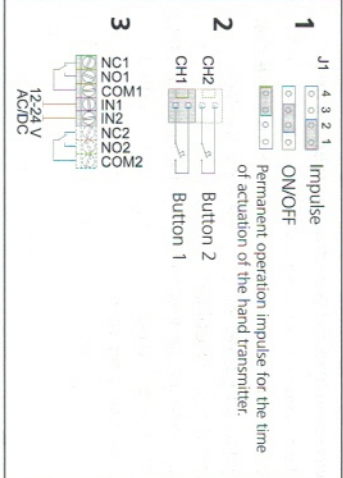 1
J1
4 3 2 1
Impulse
ON/OFF
Permanent operation impulse for the time
of actuation of the hand transmitter.
2
CH2
Button 2
CH1
Button 1
3
NC1
NO1
COM1
IN1
IN2
NC2
NO2
COM2
12-24 V
AC/DC